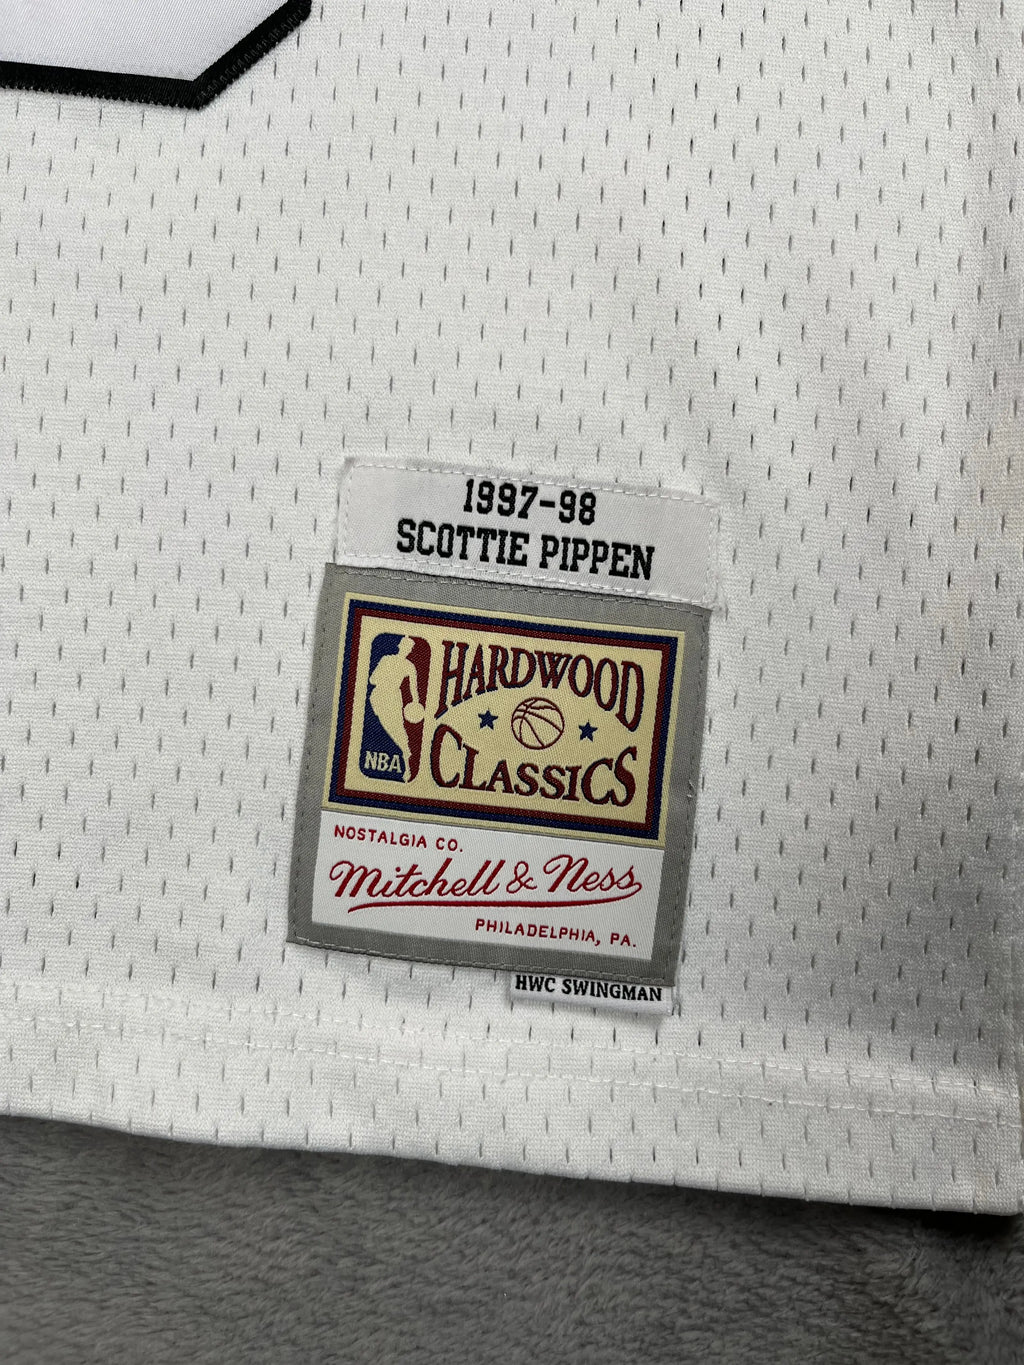 1997-98
SCOTTIE PIPPEN
HARDWOOD
CLASSICS
NBA
NOSTALGIA CO.
Mitchell & Ness
PHILADELPHIA, PA.
HWC SWINGMAN